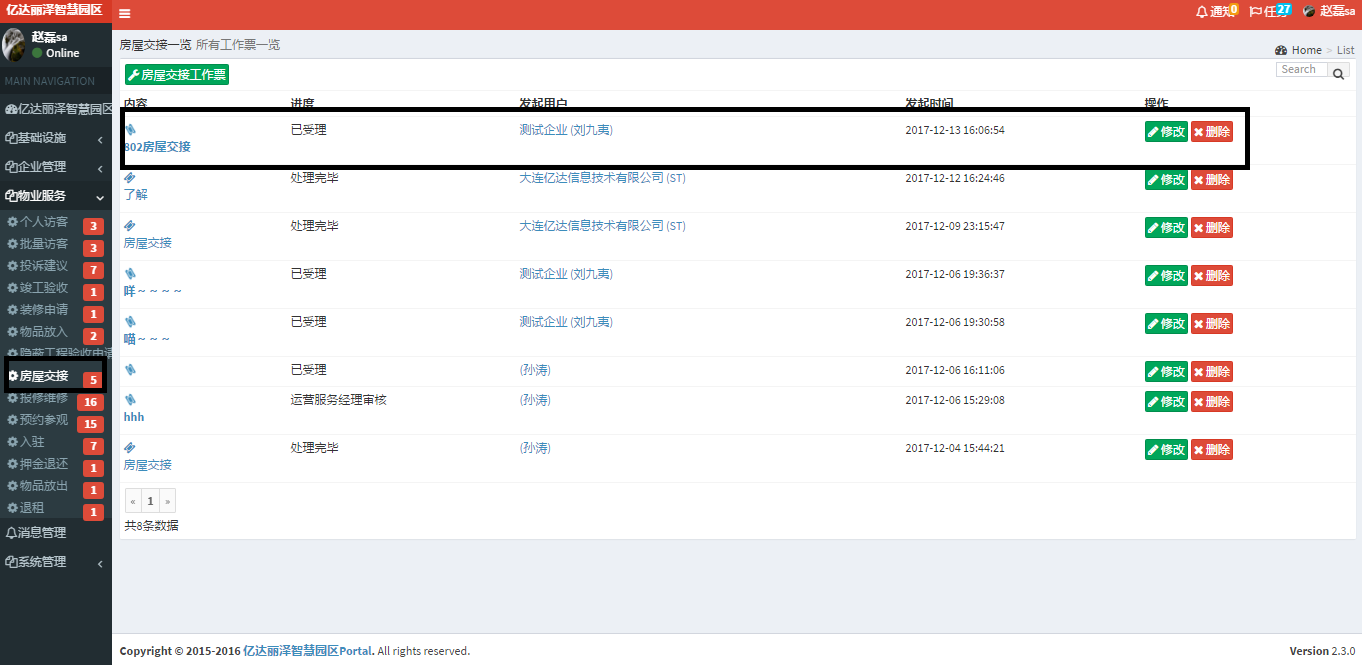 亿达丽泽智慧园区
通知 0 任务 27 赵磊sa
赵磊sa
Online
MAIN NAVIGATION
亿达丽泽智慧园区
基础设施
企业管理
物业服务
个人访客 3
批量访客 3
投诉建议 7
竣工验收 1
装修申请 1
物品放入 2
隐蔽工程验收申请
房屋交接 5
报修维修 16
预约参观 15
入驻 7
押金退还 1
物品放出 1
退租 1
消息管理
系统管理
房屋交接一览 所有工作票一览
Home > List
房屋交接工作票
Search
内容 进度 发起用户 发起时间 操作
已受理 测试企业 (刘九夷) 2017-12-13 16:06:54 修改 删除
802房屋交接
处理完毕 大连亿达信息技术有限公司 (ST) 2017-12-12 16:24:46 修改 删除
了解
处理完毕 大连亿达信息技术有限公司 (ST) 2017-12-09 23:15:47 修改 删除
房屋交接
已受理 测试企业 (刘九夷) 2017-12-06 19:36:37 修改 删除
咩～～～～
已受理 测试企业 (刘九夷) 2017-12-06 19:30:58 修改 删除
喵～～～
已受理 (孙涛) 2017-12-06 16:11:06 修改 删除
运营服务经理审核 (孙涛) 2017-12-06 15:29:08 修改 删除
hhh
处理完毕 (孙涛) 2017-12-04 15:44:21 修改 删除
房屋交接
« 1 »
共8条数据
Copyright © 2015-2016 亿达丽泽智慧园区Portal. All rights reserved.
Version 2.3.0